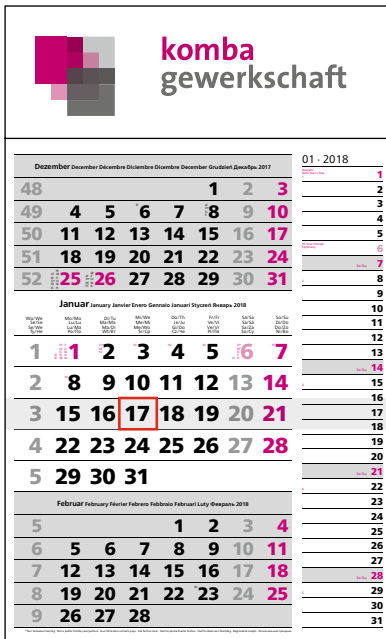 komba
gewerkschaft
Dezember December Décembre Diciembre Dicembre December Grudzień Декабрь 2017
48 1 2 3
49 4 5 6 7 8 9 10
50 11 12 13 14 15 16 17
51 18 19 20 21 22 23 24
52 25 26 27 28 29 30 31
Januar January Janvier Enero Gennaio Januari Styczeń Январь 2018
1 1 2 3 4 5 6 7
2 8 9 10 11 12 13 14
3 15 16 17 18 19 20 21
4 22 23 24 25 26 27 28
5 29 30 31
Februar February Février Febrero Febbraio Februari Luty Февраль 2018
5 1 2 3 4
6 5 6 7 8 9 10 11
7 12 13 14 15 16 17 18
8 19 20 21 22 23 24 25
9 26 27 28
01 · 2018
1
2
3
4
5
6
7
8
9
10
11
12
13
14
15
16
17
18
19
20
21
22
23
24
25
26
27
28
29
30
31